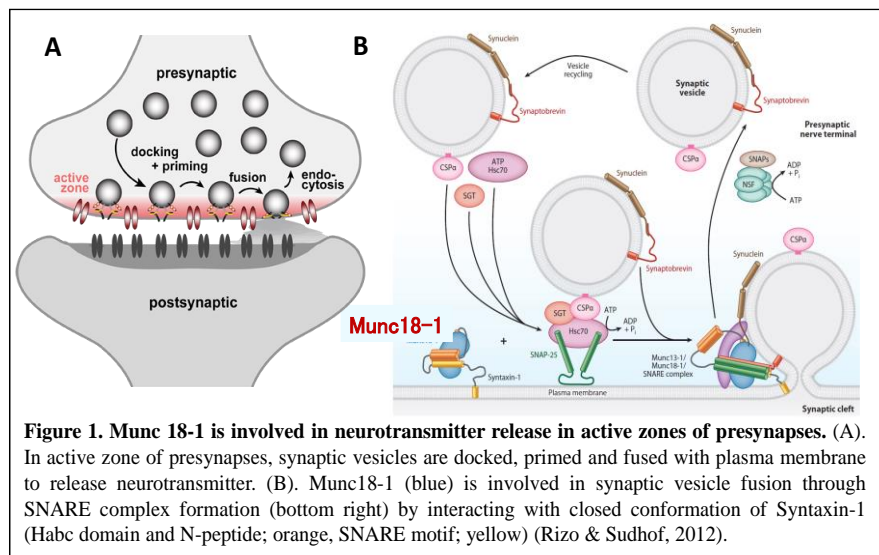 A
presynaptic
docking
+ priming
fusion
endo-
cytosis
active
zone
postsynaptic
B
Synuclein
Vesicle
recycling
Synaptobrevin
CSPα
ATP
Hsc70
SGT
Synuclein
Synaptic
vesicle
Synaptobrevin
CSPα
Presynaptic
nerve terminal
SNAPs
NSF
ADP
+ Pi
ATP
Synuclein
Synaptobrevin
CSPα
SGT
CSPα
Hsc70
ATP
ADP
+ Pi
Synuclein
Munc18-1
+
SNAP-25
Syntaxin-1
Plasma membrane
Munc13-1/
Munc18-1/
SNARE complex
Synaptic cleft
Figure 1. Munc 18-1 is involved in neurotransmitter release in active zones of presynapses. (A).
In active zone of presynapses, synaptic vesicles are docked, primed and fused with plasma membrane
to release neurotransmitter. (B). Munc18-1 (blue) is involved in synaptic vesicle fusion through
SNARE complex formation (bottom right) by interacting with closed conformation of Syntaxin-1
(Habc domain and N-peptide; orange, SNARE motif; yellow) (Rizo & Sudhof, 2012).